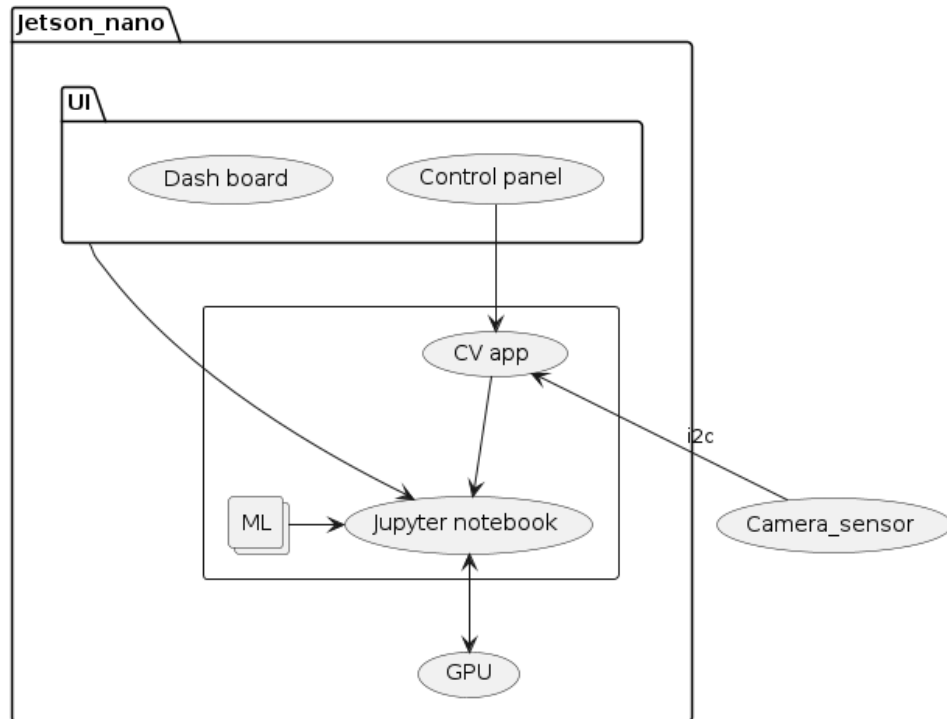 Jetson_nano
UI
Dash board
Control panel
CV app
i2c
ML
Jupyter notebook
Camera_sensor
GPU